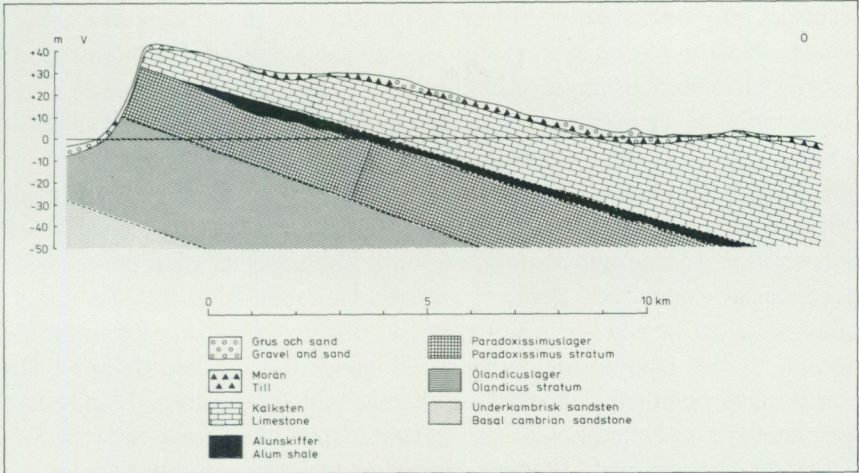 m V Ö
+40
+30
+20
+10
0
-10
-20
-30
-40
-50
0 5 10 km
Grus och sand
Gravel and sand
Morän
Till
Kalksten
Limestone
Alunskiffer
Alum shale
Paradoxissimuslager
Paradoxissimus stratum
Ölandicuslager
Ölandicus stratum
Underkambrisk sandsten
Basal cambrian sandstone